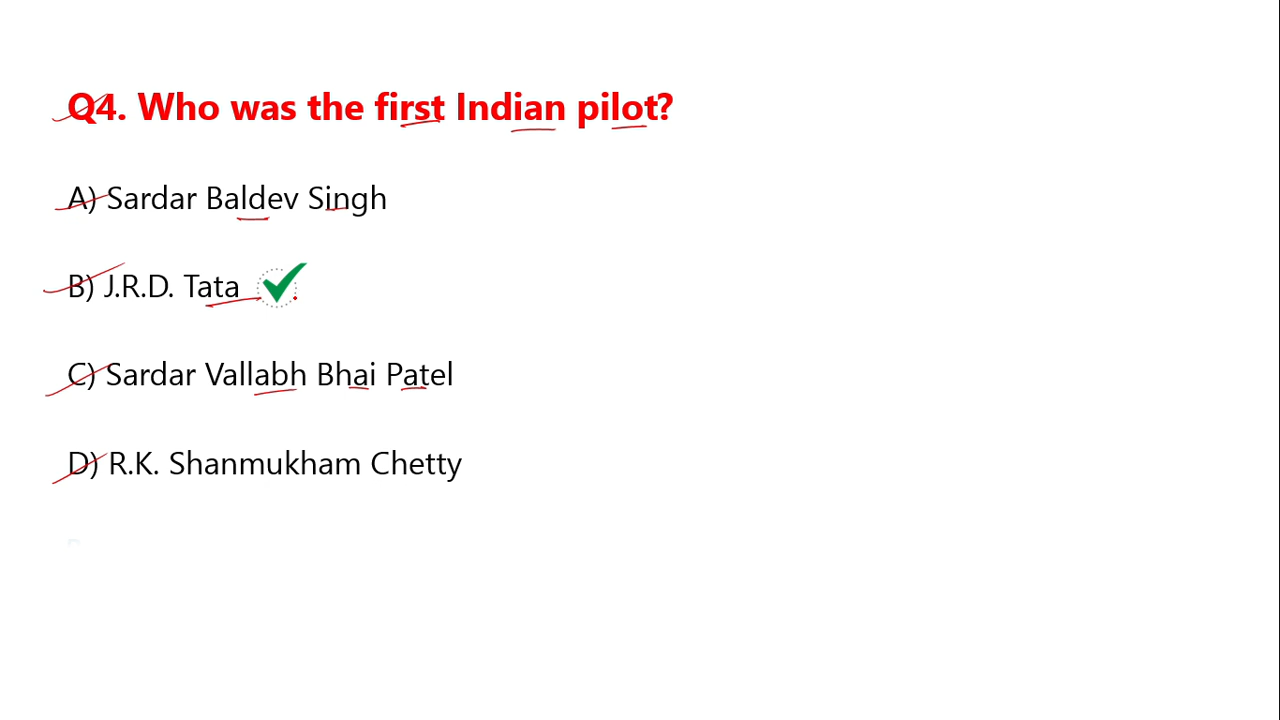 Q4. Who was the first Indian pilot?
A) Sardar Baldev Singh
B) J.R.D. Tata
C) Sardar Vallabh Bhai Patel
D) R.K. Shanmukham Chetty